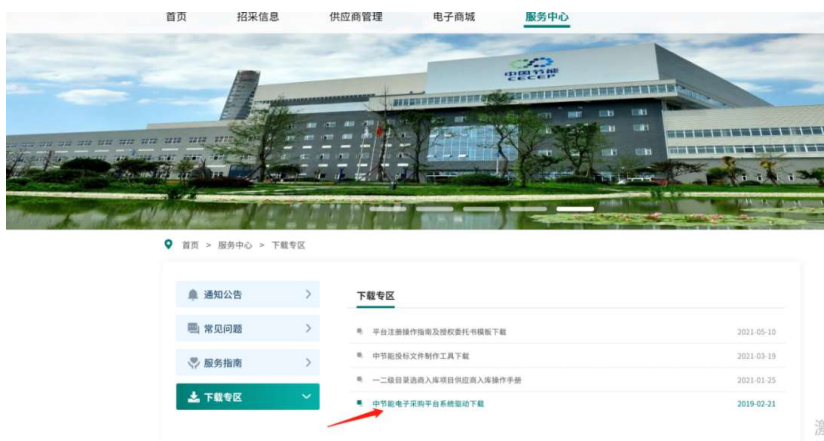 首页 招采信息 供应商管理 电子商城 服务中心
中国节能
CECEP
首页 > 服务中心 > 下载专区
通知公告
下载专区
常见问题
平台注册操作指南及授权委托书模板下载 2021-05-10
中节能投标文件制作工具下载 2021-03-19
服务指南
一二级目录选商入库项目供应商入库操作手册 2021-01-25
下载专区
中节能电子采购平台系统驱动下载 2019-02-21
激